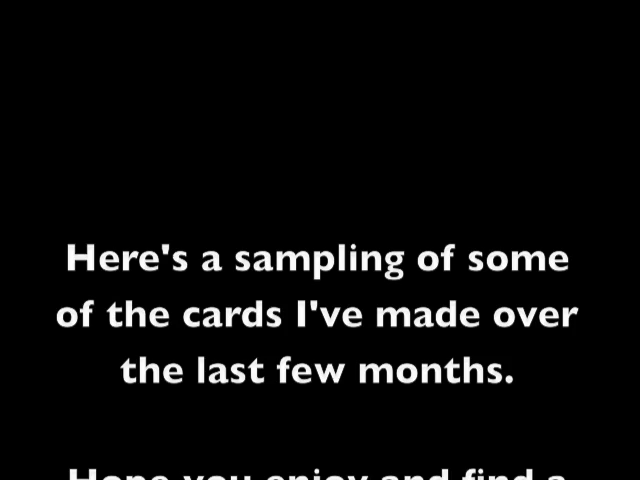 Here's a sampling of some
of the cards I've made over
the last few months.
Hope you enjoy and find a